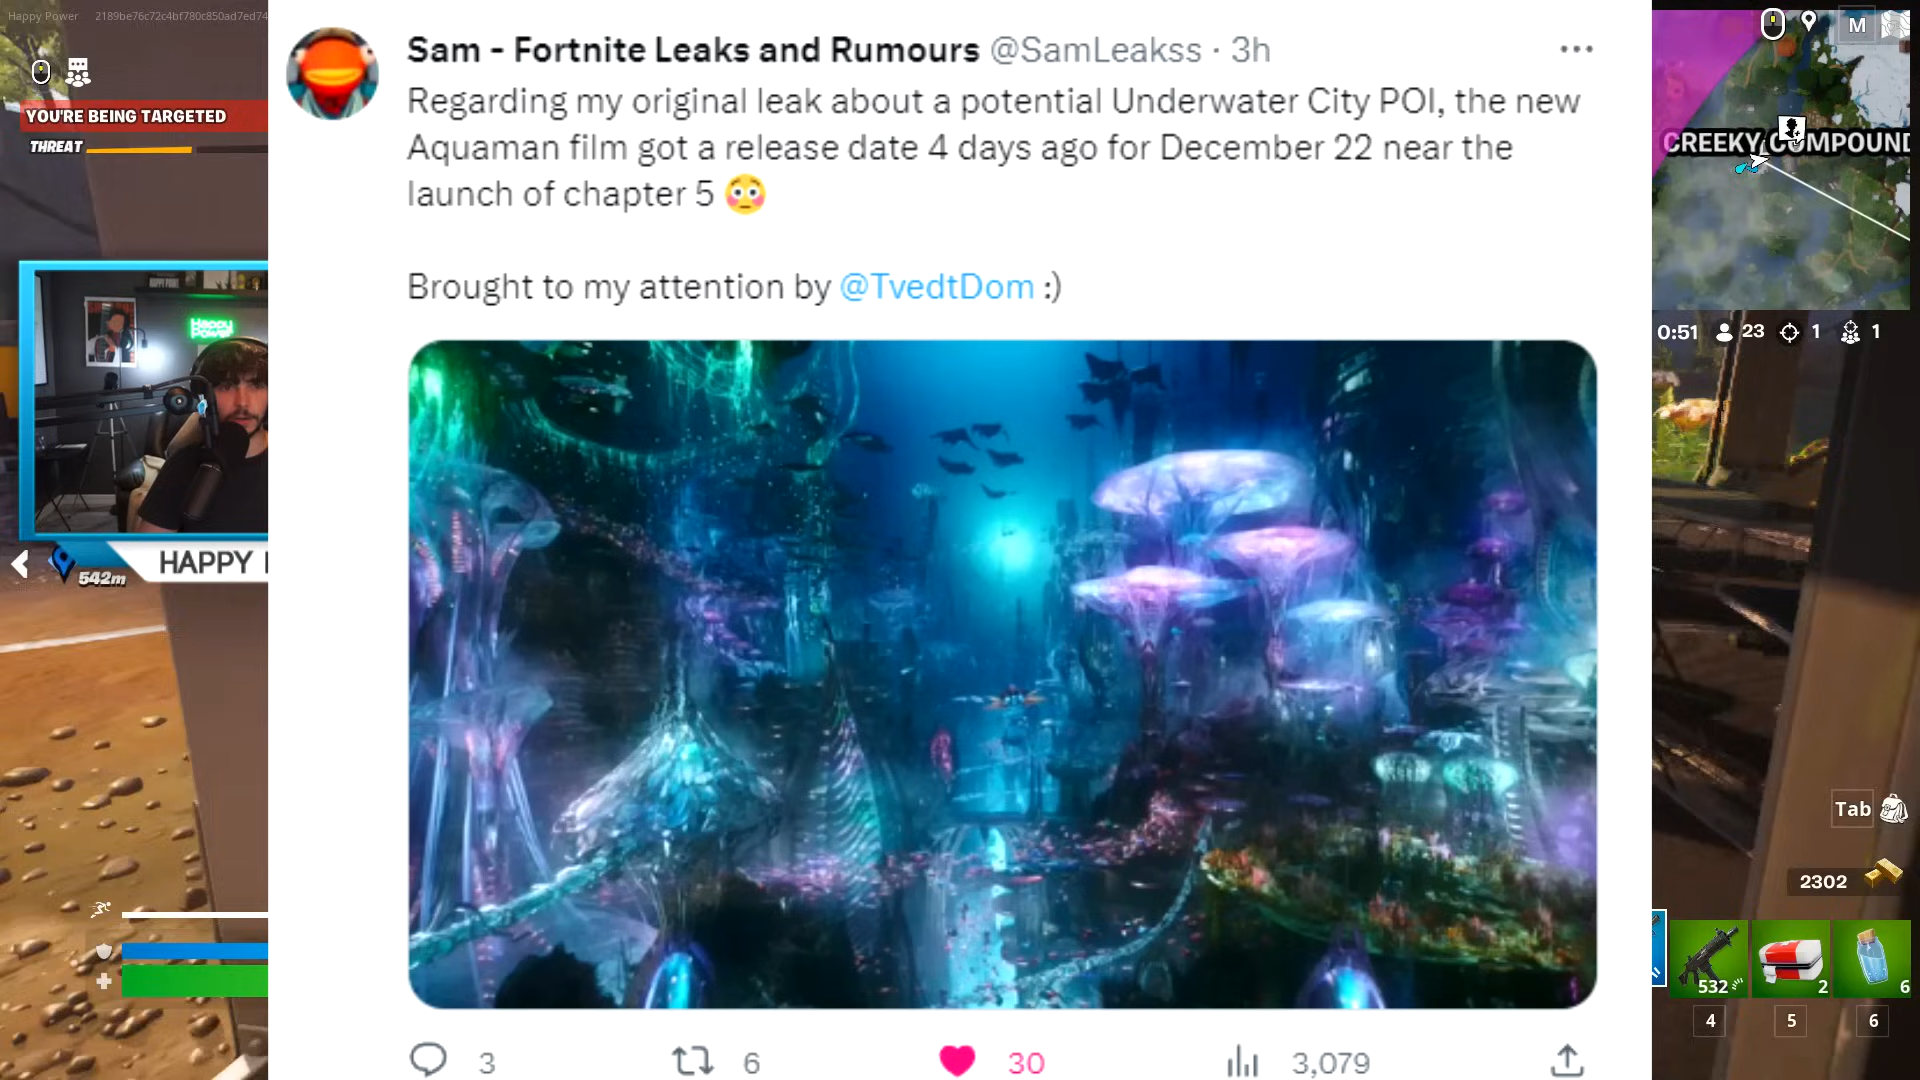 Happy Power 2189be76c72c4bf780c850ad7ed74
YOU'RE BEING TARGETED
THREAT
Happy Power
HAPPY
542m
Sam - Fortnite Leaks and Rumours @SamLeakss · 3h
Regarding my original leak about a potential Underwater City POI, the new
Aquaman film got a release date 4 days ago for December 22 near the
launch of chapter 5 😳
Brought to my attention by @TvedtDom :)
3 6 30 3,079
M
CREEKY COMPOUND
0:51 23 1 1
Tab
2302
532 2 6
4 5 6